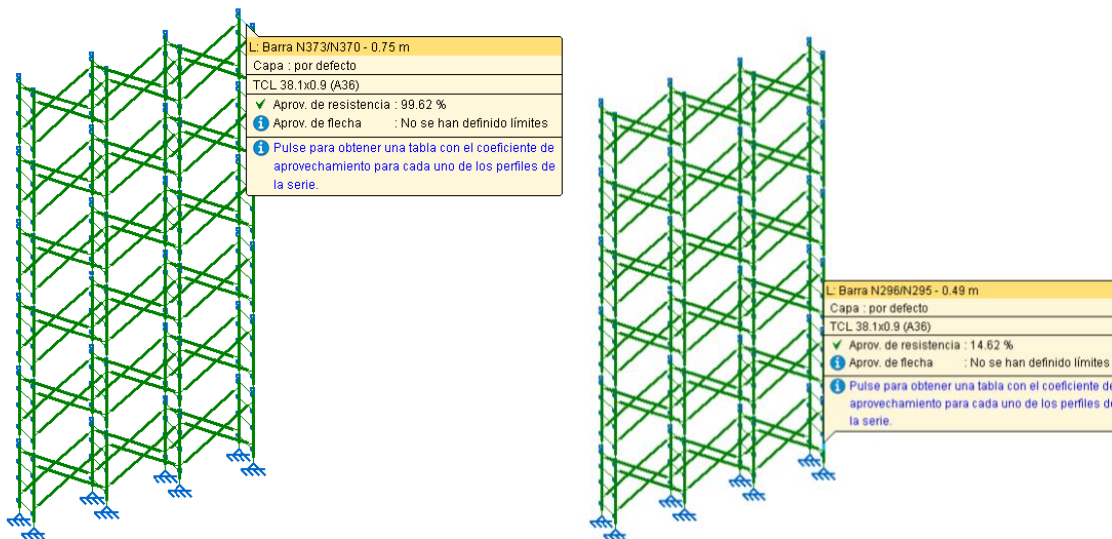 L: Barra N373/N370 - 0.75 m
Capa : por defecto
TCL 38.1x0.9 (A36)
Aprov. de resistencia : 99.62 %
Aprov. de flecha : No se han definido límites
Pulse para obtener una tabla con el coeficiente de
aprovechamiento para cada uno de los perfiles de
la serie.
L: Barra N296/N295 - 0.49 m
Capa : por defecto
TCL 38.1x0.9 (A36)
Aprov. de resistencia : 14.62 %
Aprov. de flecha : No se han definido límites
Pulse para obtener una tabla con el coeficiente de
aprovechamiento para cada uno de los perfiles de
la serie.